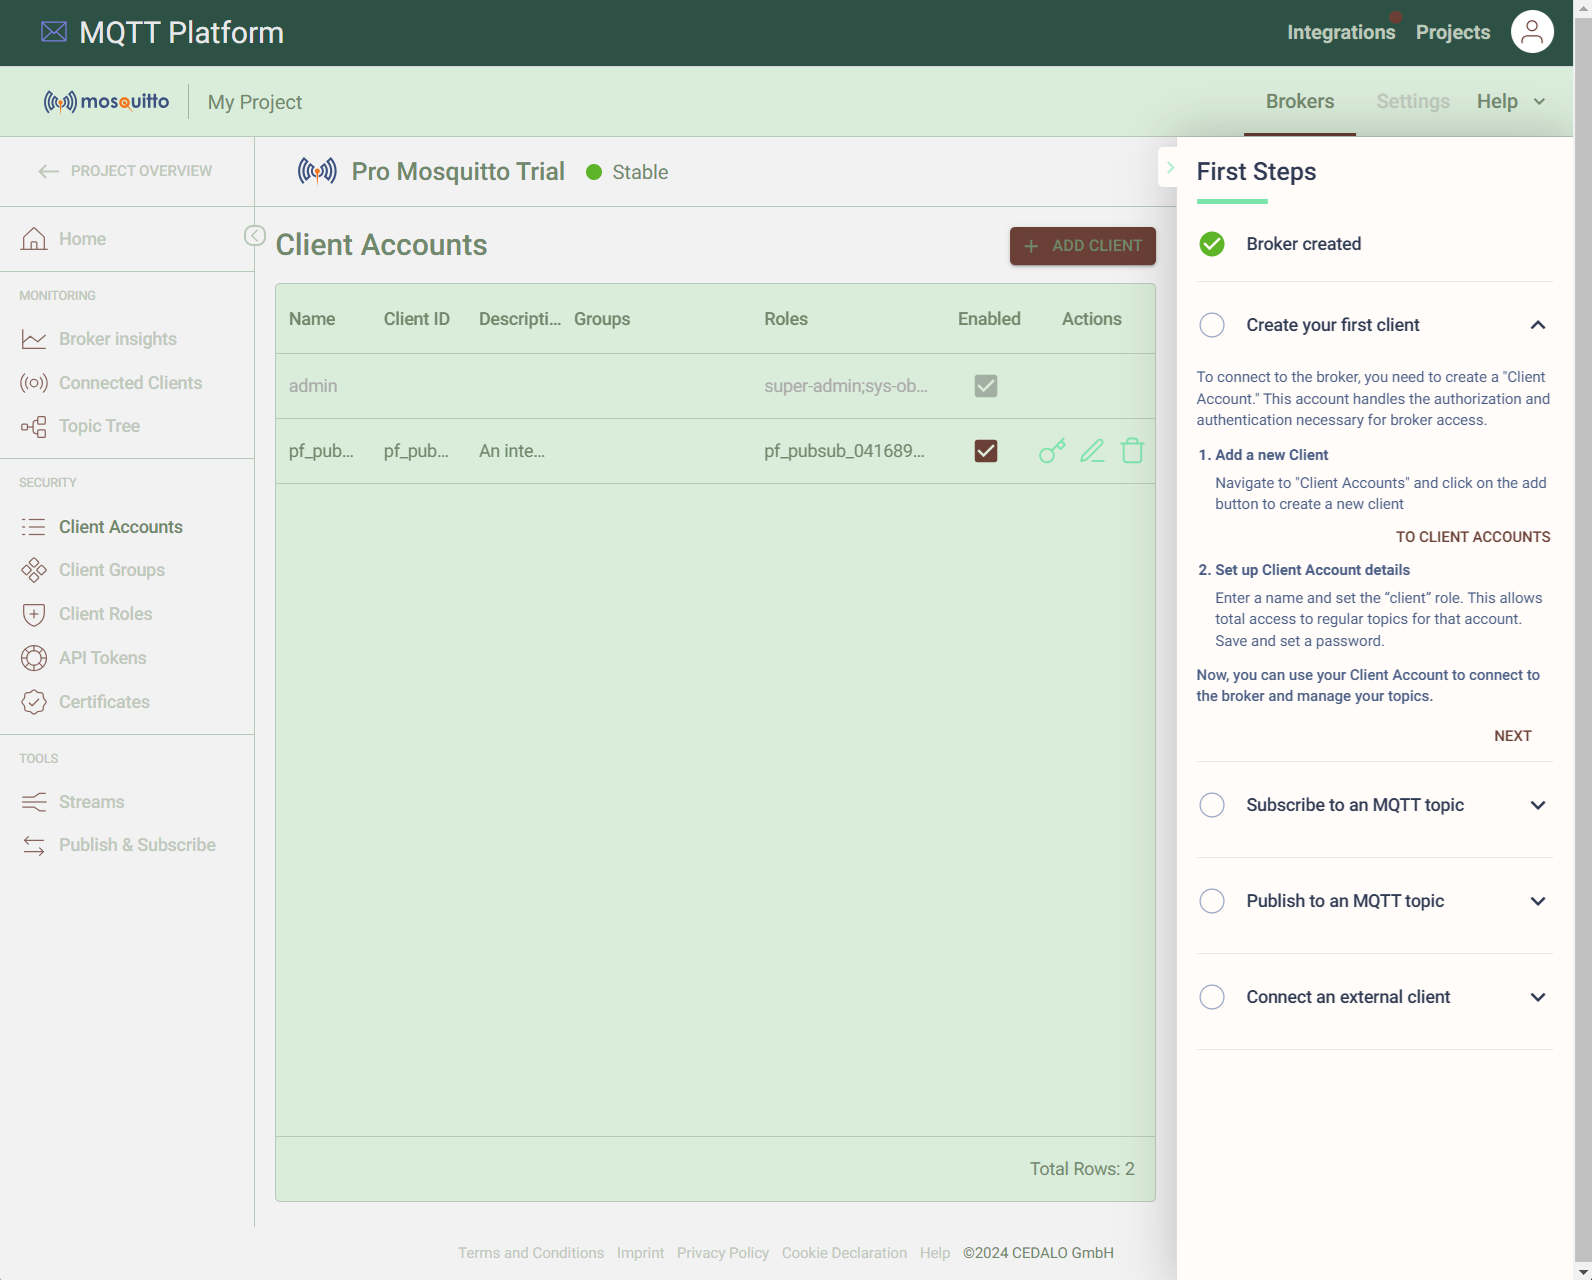 MQTT Platform
Integrations
Projects
mosquitto
My Project
Brokers
Settings
Help
PROJECT OVERVIEW
Home
MONITORING
Broker insights
Connected Clients
Topic Tree
SECURITY
Client Accounts
Client Groups
Client Roles
API Tokens
Certificates
TOOLS
Streams
Publish & Subscribe
Pro Mosquitto Trial
Stable
Client Accounts
+ ADD CLIENT
Name Client ID Descripti... Groups Roles Enabled Actions
admin super-admin;sys-ob...
pf_pub... pf_pub... An inte... pf_pubsub_041689...
Total Rows: 2
Terms and Conditions Imprint Privacy Policy Cookie Declaration Help ©2024 CEDALO GmbH
First Steps
Broker created
Create your first client
To connect to the broker, you need to create a "Client
Account." This account handles the authorization and
authentication necessary for broker access.
1. Add a new Client
Navigate to "Client Accounts" and click on the add
button to create a new client
TO CLIENT ACCOUNTS
2. Set up Client Account details
Enter a name and set the “client” role. This allows
total access to regular topics for that account.
Save and set a password.
Now, you can use your Client Account to connect to
the broker and manage your topics.
NEXT
Subscribe to an MQTT topic
Publish to an MQTT topic
Connect an external client